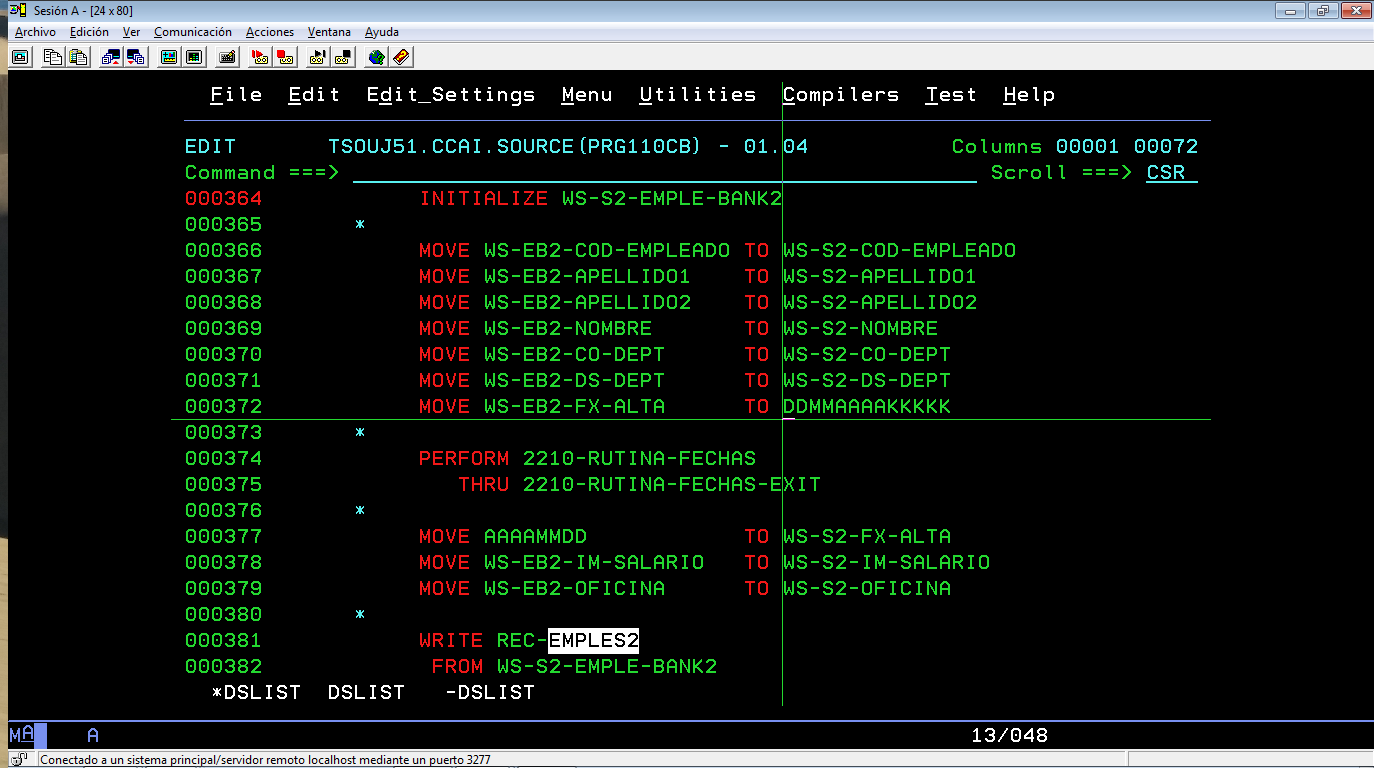 Sesión A - [24 x 80]
Archivo Edición Ver Comunicación Acciones Ventana Ayuda
File Edit Edit_Settings Menu Utilities Compilers Test Help
EDIT TSOUJ51.CCAI.SOURCE(PRG110CB) - 01.04 Columns 00001 00072
Command ===> Scroll ===> CSR
000364 INITIALIZE WS-S2-EMPLE-BANK2
000365 *
000366 MOVE WS-EB2-COD-EMPLEADO TO WS-S2-COD-EMPLEADO
000367 MOVE WS-EB2-APELLIDO1 TO WS-S2-APELLIDO1
000368 MOVE WS-EB2-APELLIDO2 TO WS-S2-APELLIDO2
000369 MOVE WS-EB2-NOMBRE TO WS-S2-NOMBRE
000370 MOVE WS-EB2-CO-DEPT TO WS-S2-CO-DEPT
000371 MOVE WS-EB2-DS-DEPT TO WS-S2-DS-DEPT
000372 MOVE WS-EB2-FX-ALTA TO DDMMAAAAKKKKK
000373 *
000374 PERFORM 2210-RUTINA-FECHAS
000375 THRU 2210-RUTINA-FECHAS-EXIT
000376 *
000377 MOVE AAAAMMDD TO WS-S2-FX-ALTA
000378 MOVE WS-EB2-IM-SALARIO TO WS-S2-IM-SALARIO
000379 MOVE WS-EB2-OFICINA TO WS-S2-OFICINA
000380 *
000381 WRITE REC-EMPLES2
000382 FROM WS-S2-EMPLE-BANK2
*DSLIST DSLIST -DSLIST
MA A 13/048
Conectado a un sistema principal/servidor remoto localhost mediante un puerto 3277